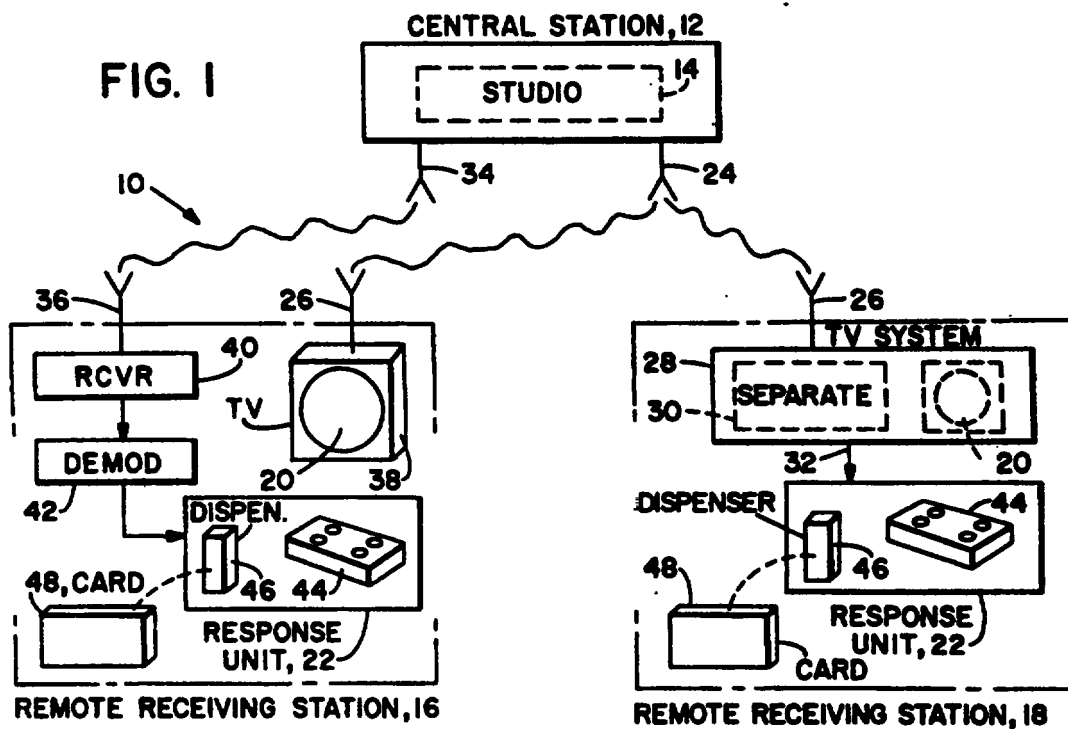 CENTRAL STATION, 12
FIG. 1
STUDIO
14
34
24
10
36
26
26
TV SYSTEM
RCVR
40
28
SEPARATE
30
TV
DEMOD
20
38
32
20
42
DISPEN.
DISPENSER
44
46
44
46
48, CARD
48
RESPONSE
UNIT, 22
RESPONSE
UNIT, 22
CARD
REMOTE RECEIVING STATION, 16
REMOTE RECEIVING STATION, 18